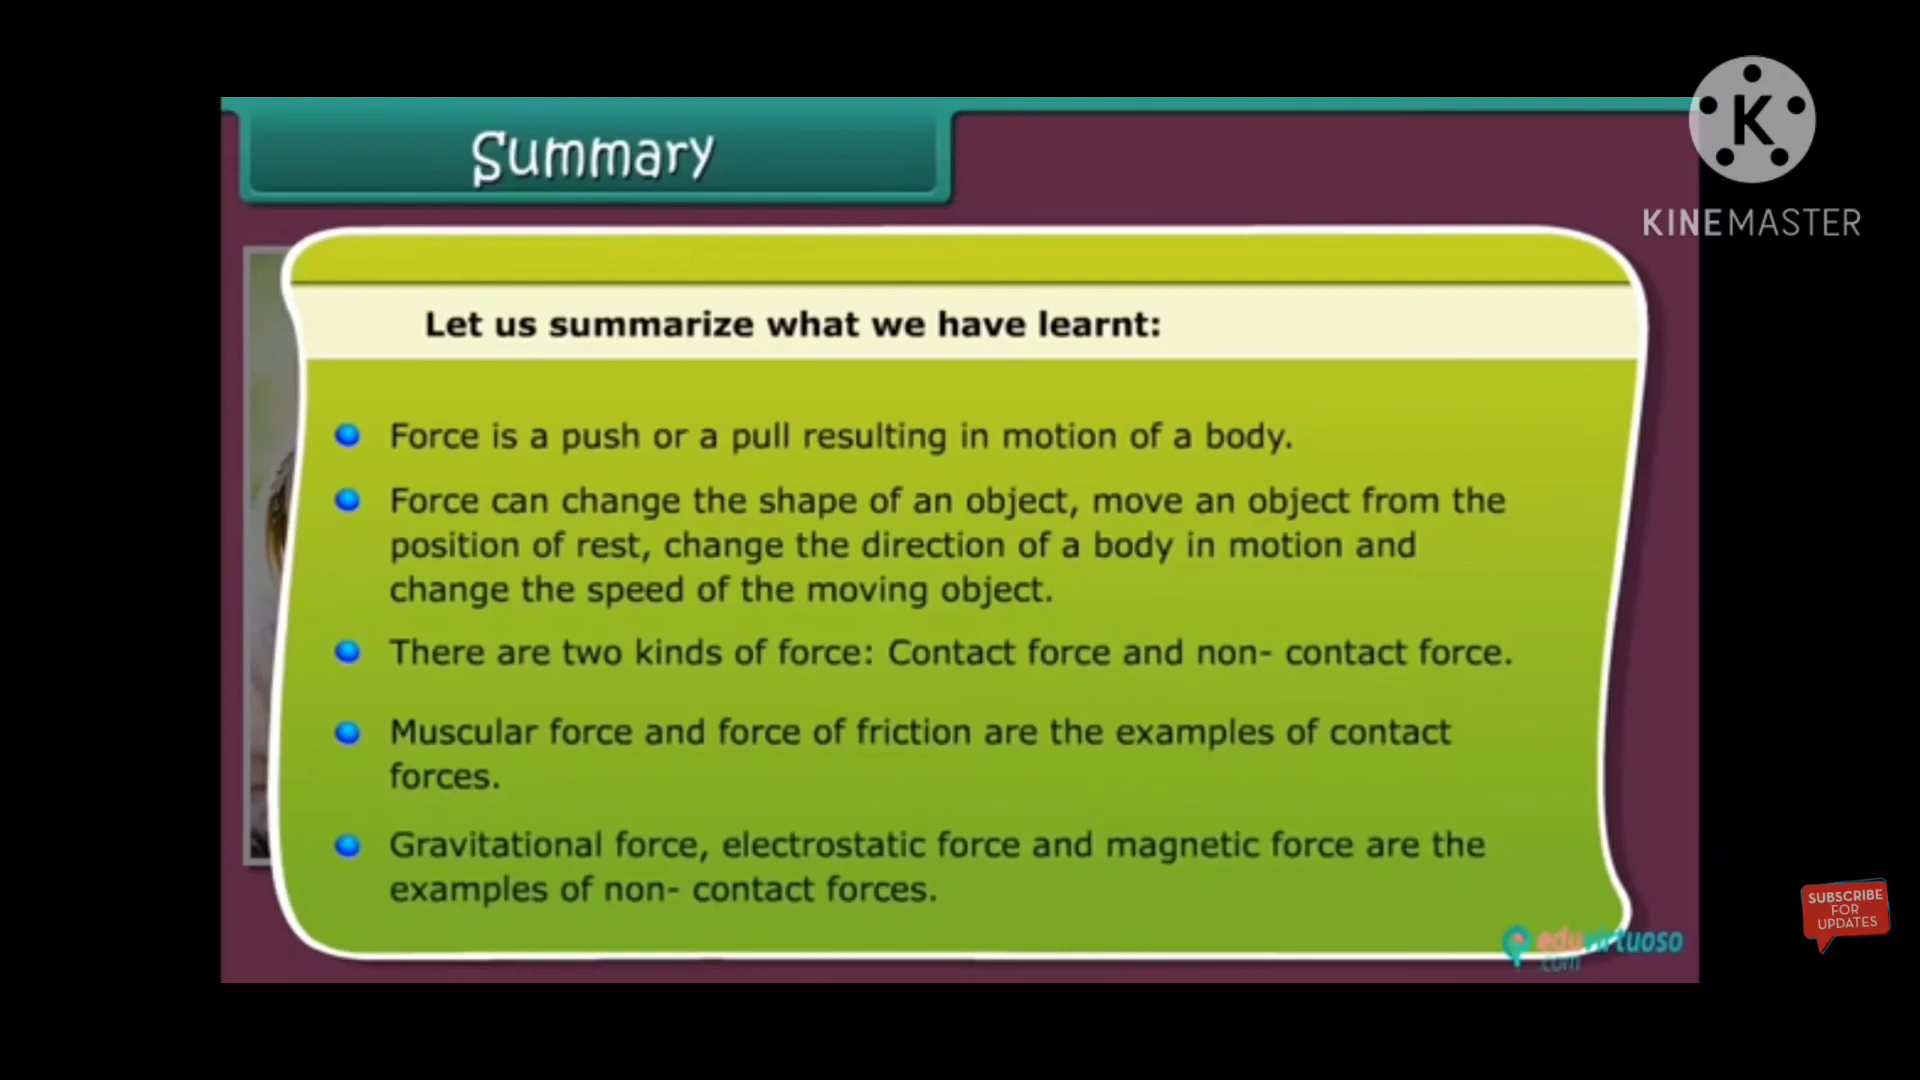 Summary
K
KINEMASTER
Let us summarize what we have learnt:
Force is a push or a pull resulting in motion of a body.
Force can change the shape of an object, move an object from the
position of rest, change the direction of a body in motion and
change the speed of the moving object.
There are two kinds of force: Contact force and non- contact force.
Muscular force and force of friction are the examples of contact
forces.
Gravitational force, electrostatic force and magnetic force are the
examples of non- contact forces.
SUBSCRIBE
FOR
UPDATES
eduvirtuoso
.com